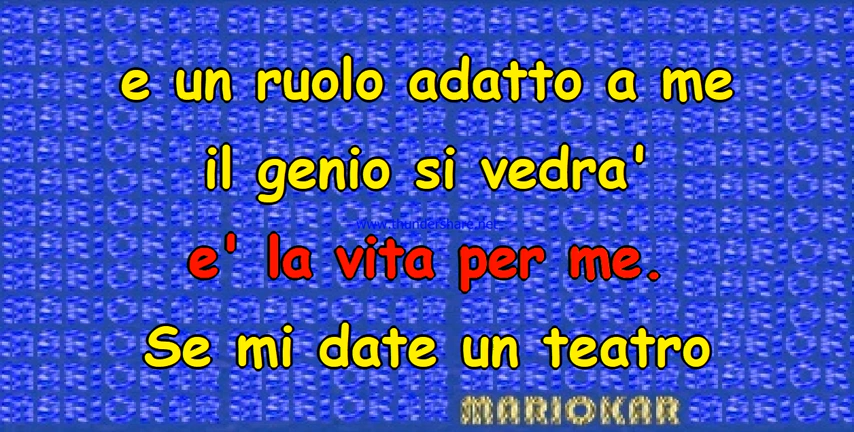 e un ruolo adatto a me
il genio si vedra'
www.thundershare.net
e' la vita per me.
Se mi date un teatro
MARIOKAR